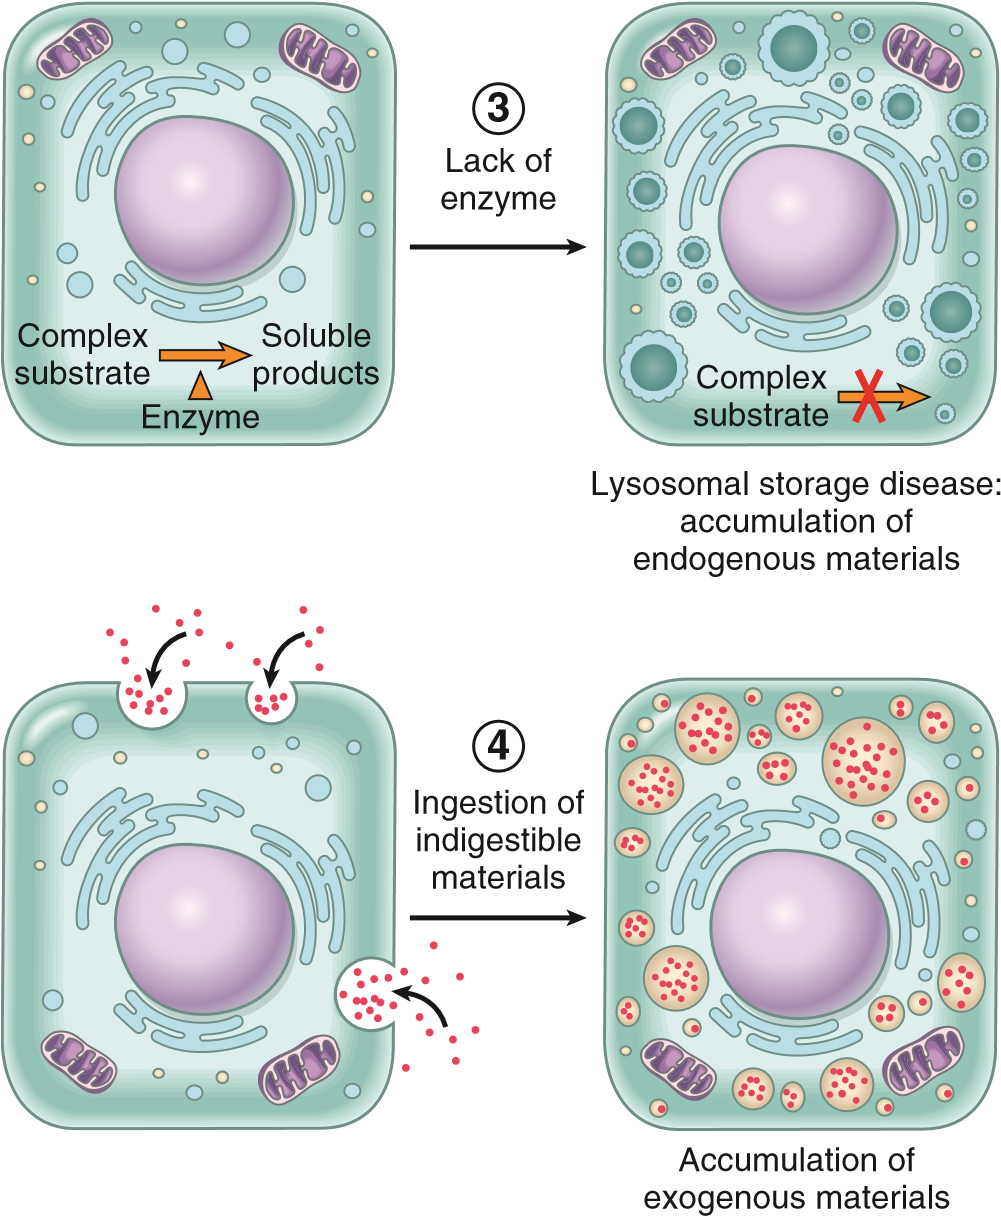 3
Lack of
enzyme
Complex
substrate
Soluble
products
Enzyme
Complex
substrate
Lysosomal storage disease:
accumulation of
endogenous materials
4
Ingestion of
indigestible
materials
Accumulation of
exogenous materials